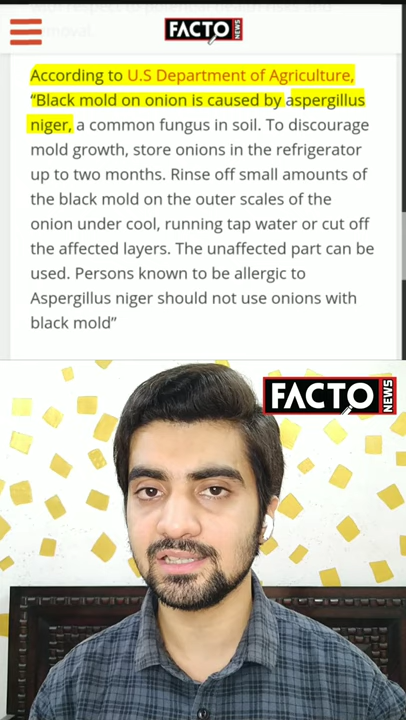 FACTO NEWS
According to U.S Department of Agriculture,
“Black mold on onion is caused by aspergillus
niger, a common fungus in soil. To discourage
mold growth, store onions in the refrigerator
up to two months. Rinse off small amounts of
the black mold on the outer scales of the
onion under cool, running tap water or cut off
the affected layers. The unaffected part can be
used. Persons known to be allergic to
Aspergillus niger should not use onions with
black mold”
FACTO NEWS